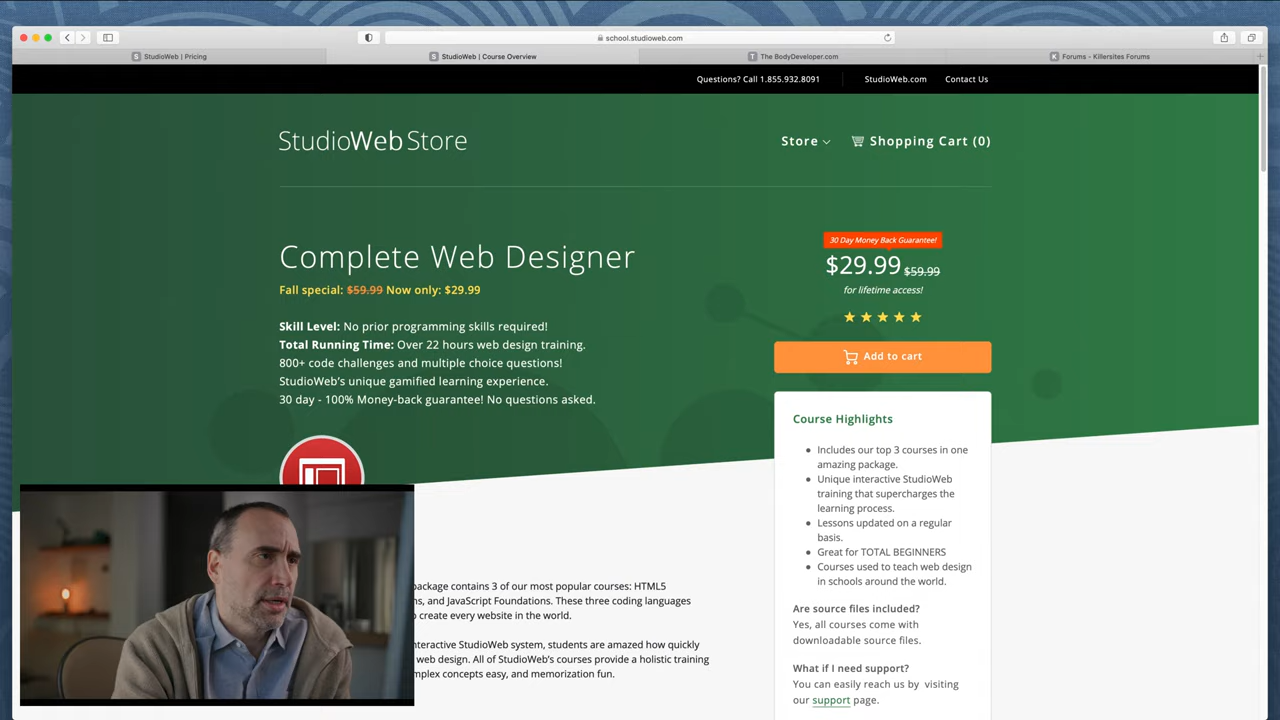 school.studioweb.com
StudioWeb | Pricing
StudioWeb | Course Overview
The BodyDeveloper.com
Forums - Killersites Forums
Questions? Call 1.855.932.8091
StudioWeb.com
Contact Us
StudioWeb Store
Store
Shopping Cart (0)
Complete Web Designer
Fall special: $59.99 Now only: $29.99
Skill Level: No prior programming skills required!
Total Running Time: Over 22 hours web design training.
800+ code challenges and multiple choice questions!
StudioWeb's unique gamified learning experience.
30 day - 100% Money-back guarantee! No questions asked.
30 Day Money Back Guarantee!
$29.99 $59.99
for lifetime access!
Add to cart
Course Highlights
Includes our top 3 courses in one
amazing package.
Unique interactive StudioWeb
training that supercharges the
learning process.
Lessons updated on a regular
basis.
Great for TOTAL BEGINNERS
Courses used to teach web design
in schools around the world.
Are source files included?
Yes, all courses come with
downloadable source files.
What if I need support?
You can easily reach us by visiting
our support page.
package contains 3 of our most popular courses: HTML5
and JavaScript Foundations. These three coding languages
create every website in the world.
StudioWeb system, students are amazed how quickly
web design. All of StudioWeb's courses provide a holistic training
concepts easy, and memorization fun.